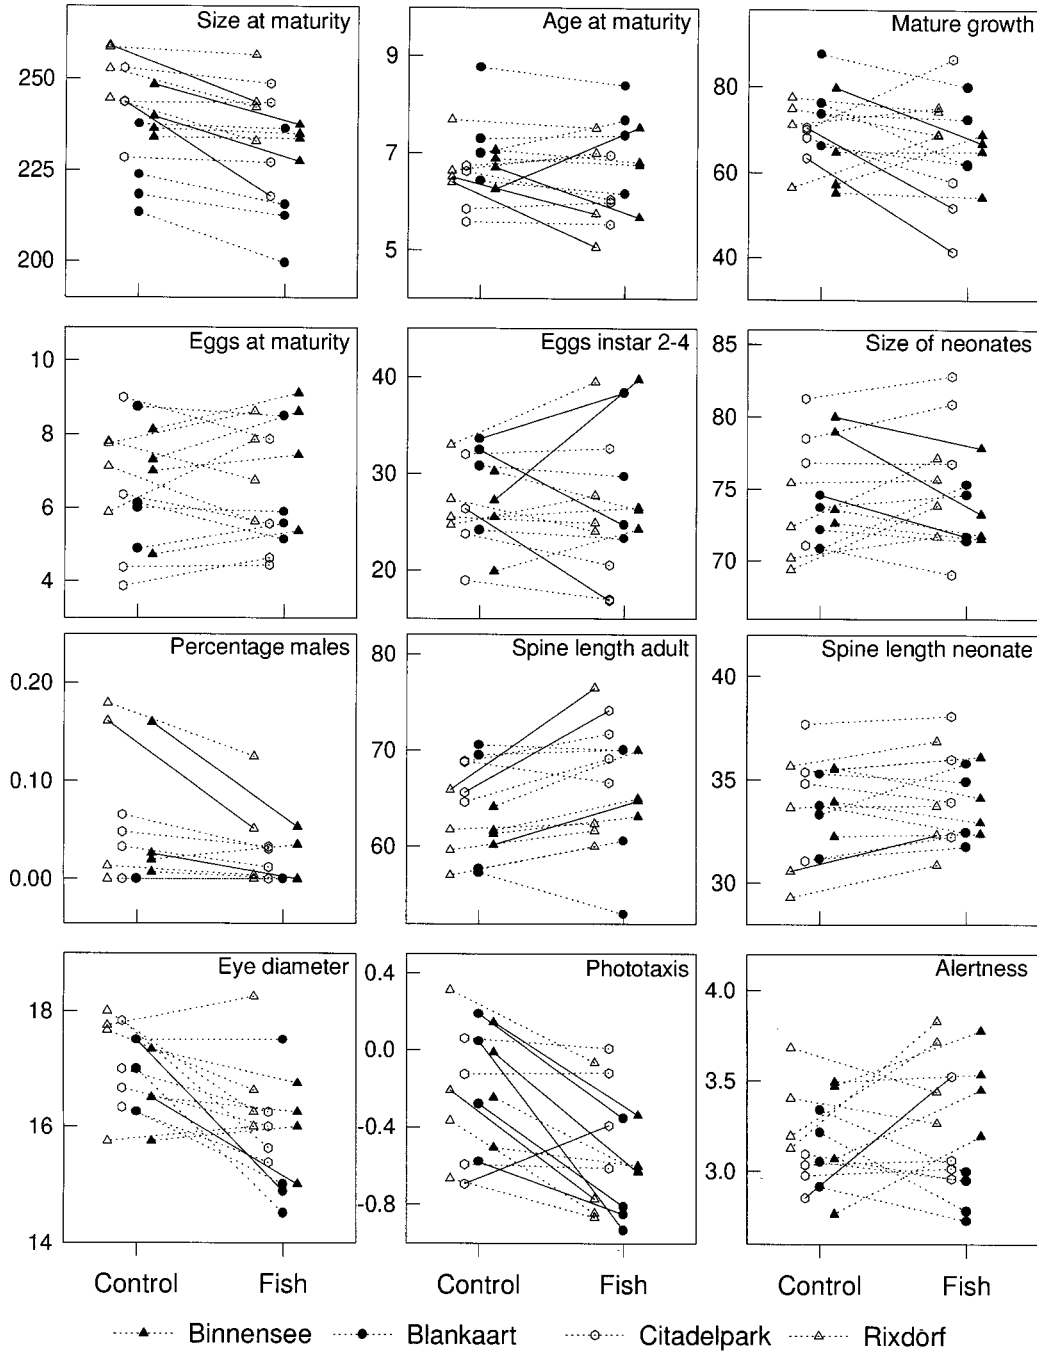 Size at maturity
250
225
200
Age at maturity
9
7
5
Mature growth
80
60
40
Eggs at maturity
10
8
6
4
Eggs instar 2-4
40
30
20
Size of neonates
85
80
75
70
Percentage males
0.20
0.10
0.00
Spine length adult
80
70
60
Spine length neonate
40
35
30
Eye diameter
18
16
14
Phototaxis
0.4
0.0
-0.4
-0.8
Alertness
4.0
3.5
3.0
Control Fish Control Fish Control Fish
Binnensee Blankaart Citadelpark Rixdorf